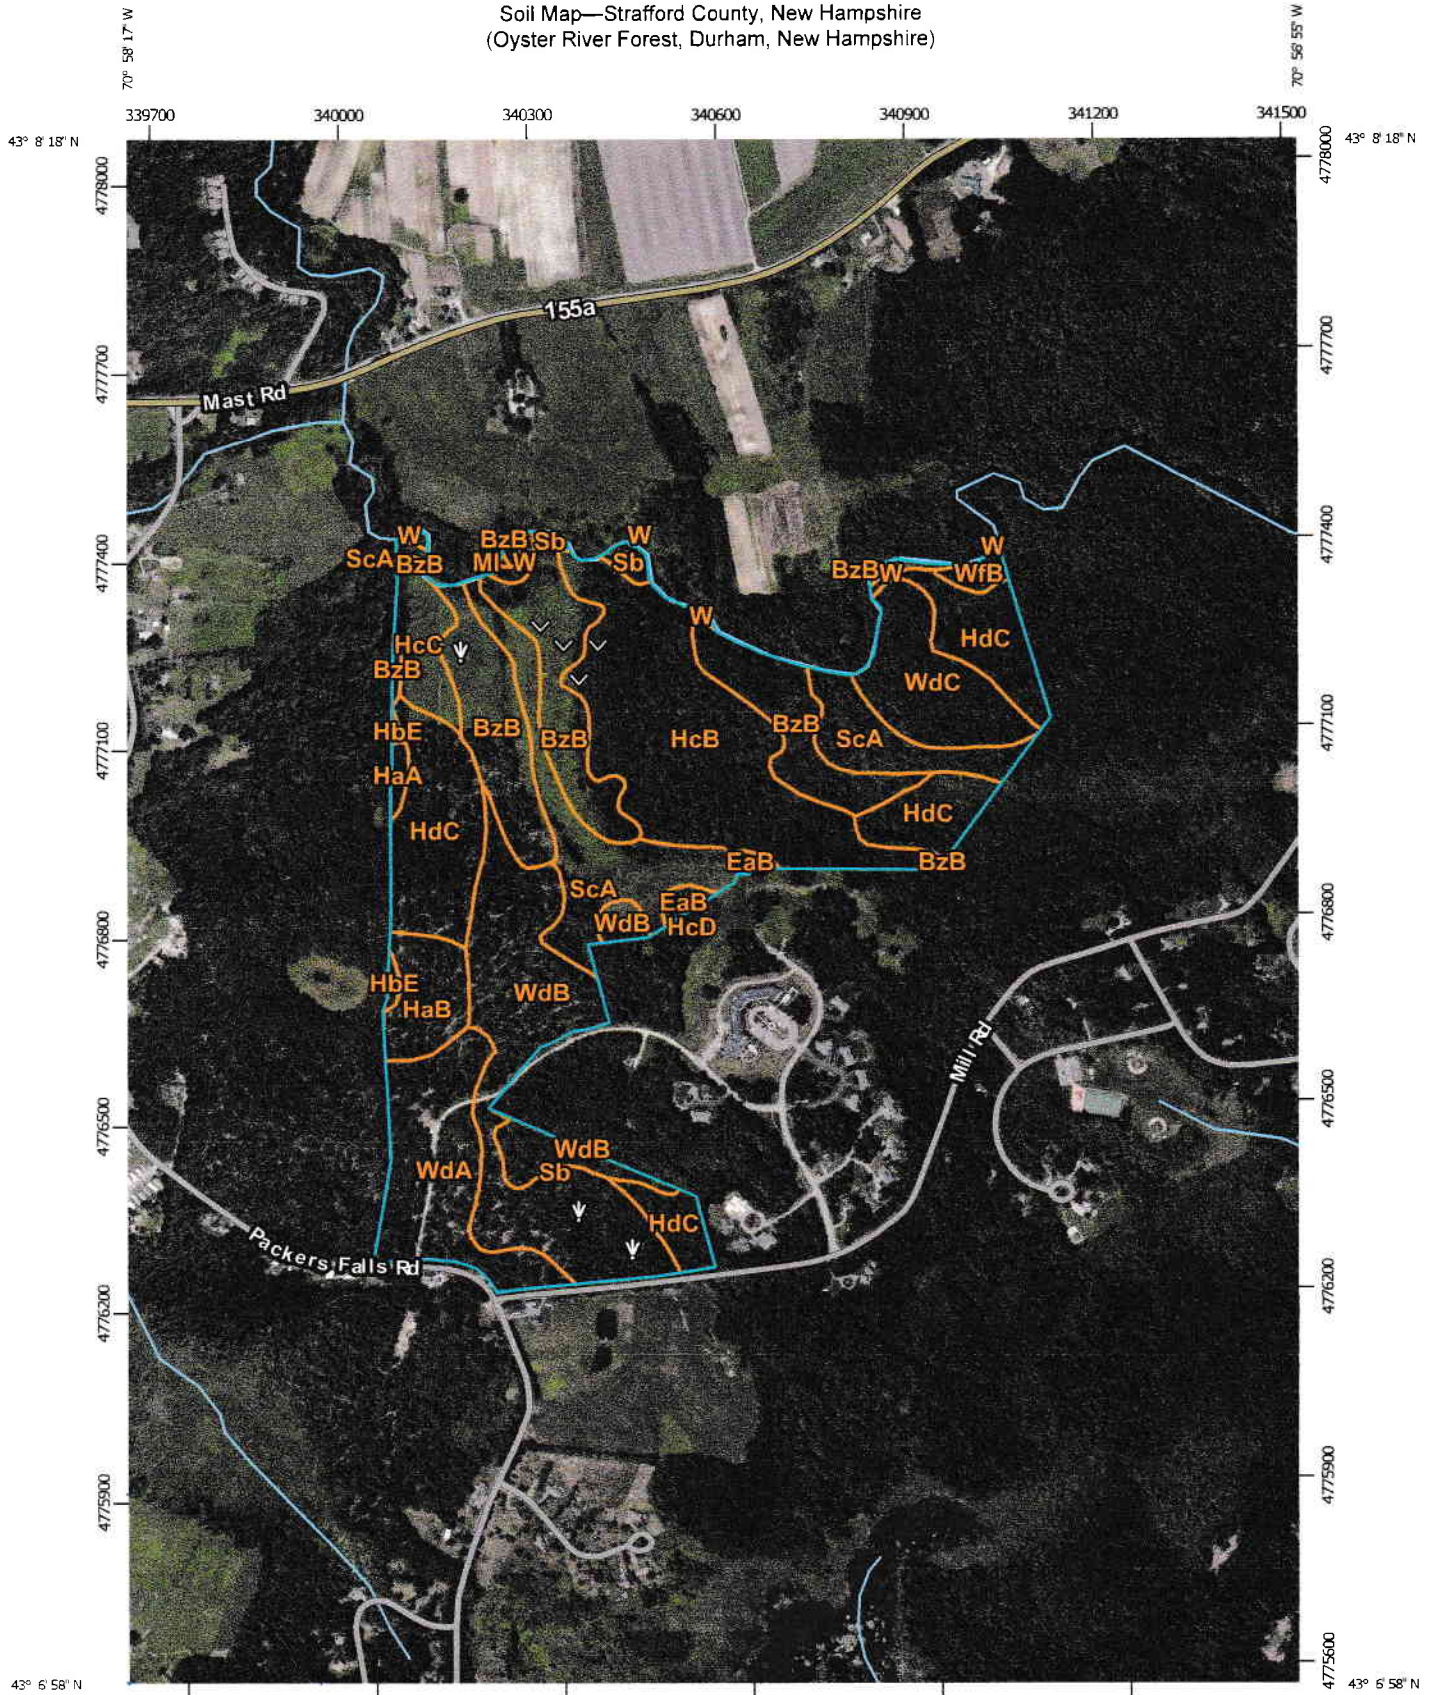 Soil Map—Strafford County, New Hampshire
(Oyster River Forest, Durham, New Hampshire)
70° 58' 17" W
70° 56' 55" W
339700 340000 340300 340600 340900 341200 341500
43° 8' 18" N
43° 8' 18" N
4778000
4778000
155a
4777700
4777700
Mast Rd
4777400
4777400
W BzB Sb W W
ScA BzB MI W Sb BzB W WfB
W
HcC HdC
BzB WdC
HbE BzB BzB HcB BzB ScA
4777100
4777100
HaA
HdC HdC
EaB BzB
ScA EaB
WdB HcD
4776800
4776800
HbE WdB
HaB
Mill Rd
4776500
4776500
WdB
WdA Sb
HdC
Packers Falls Rd
4776200
4776200
4775900
4775900
4775600
43° 6' 58" N
43° 6' 58" N